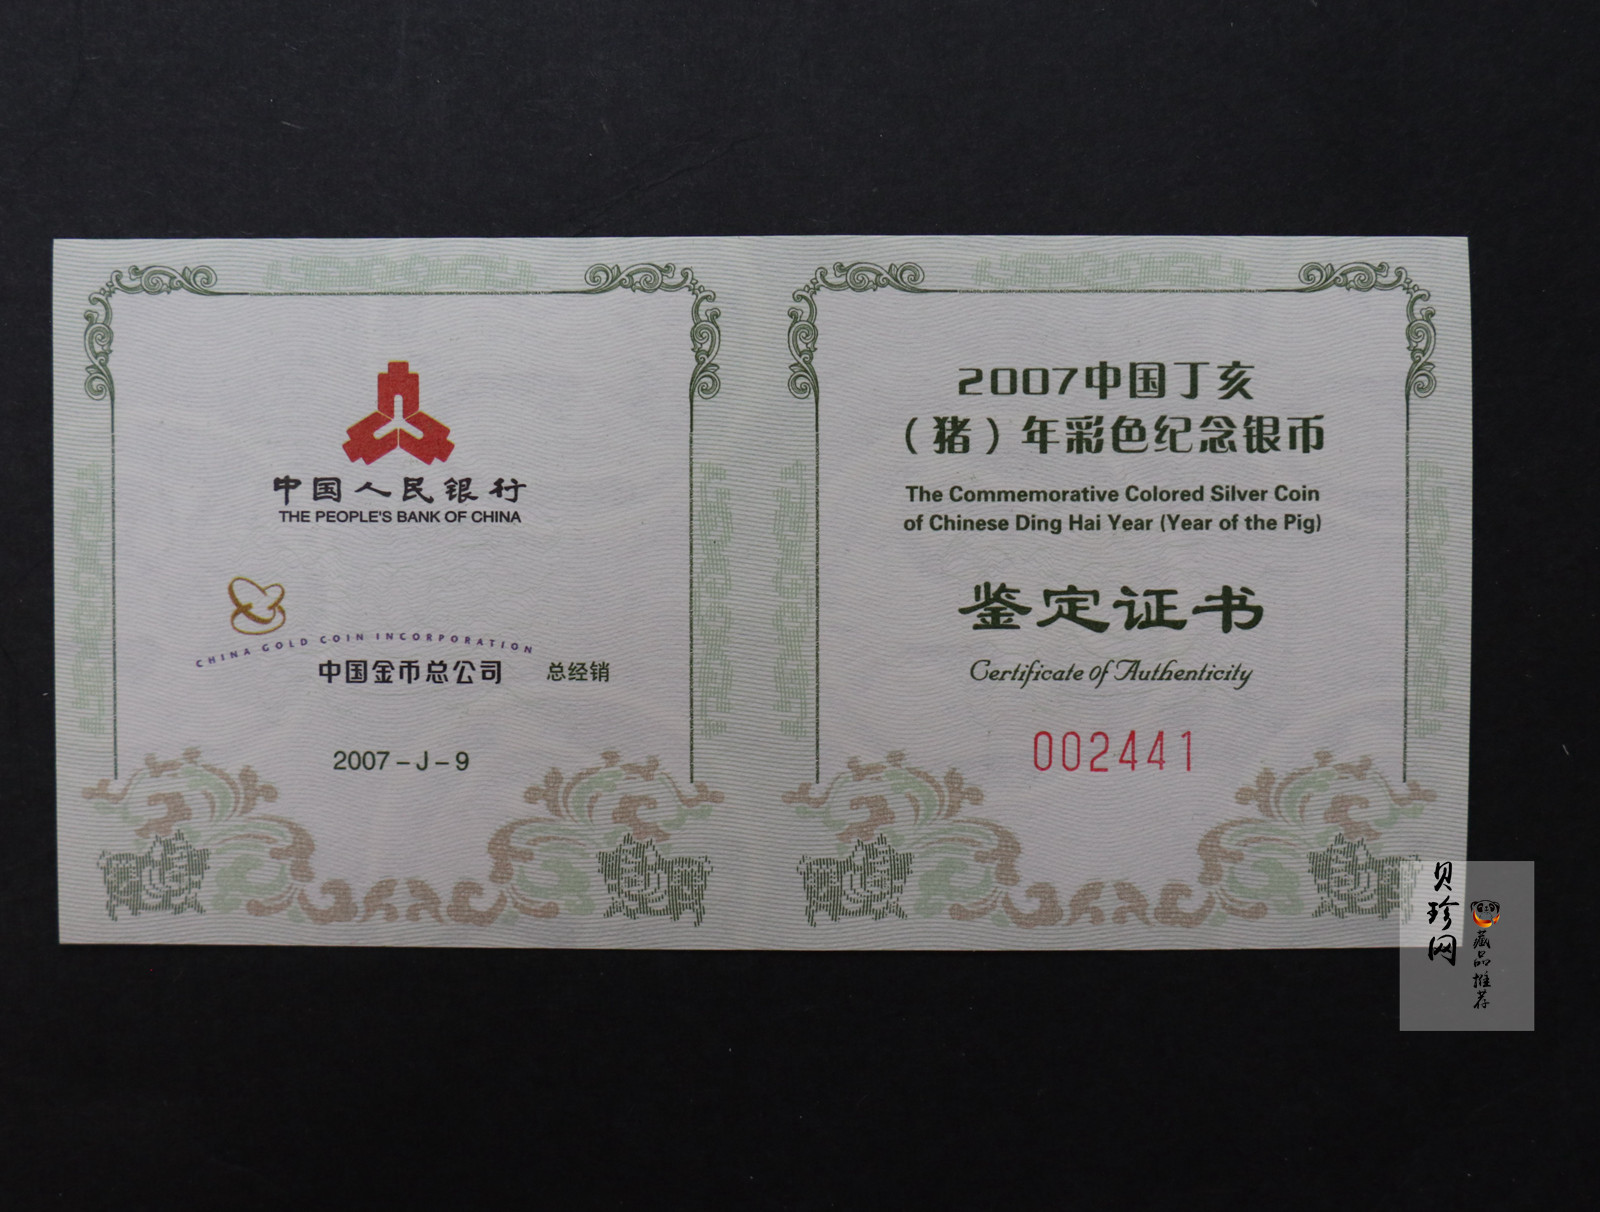 中国人民银行
THE PEOPLE'S BANK OF CHINA
CHINA GOLD COIN INCORPORATION
中国金币总公司 总经销
2007-J-9
2007中国丁亥
（猪）年彩色纪念银币
The Commemorative Colored Silver Coin
of Chinese Ding Hai Year (Year of the Pig)
鉴定证书
Certificate of Authenticity
002441
贝珍网
藏品推荐